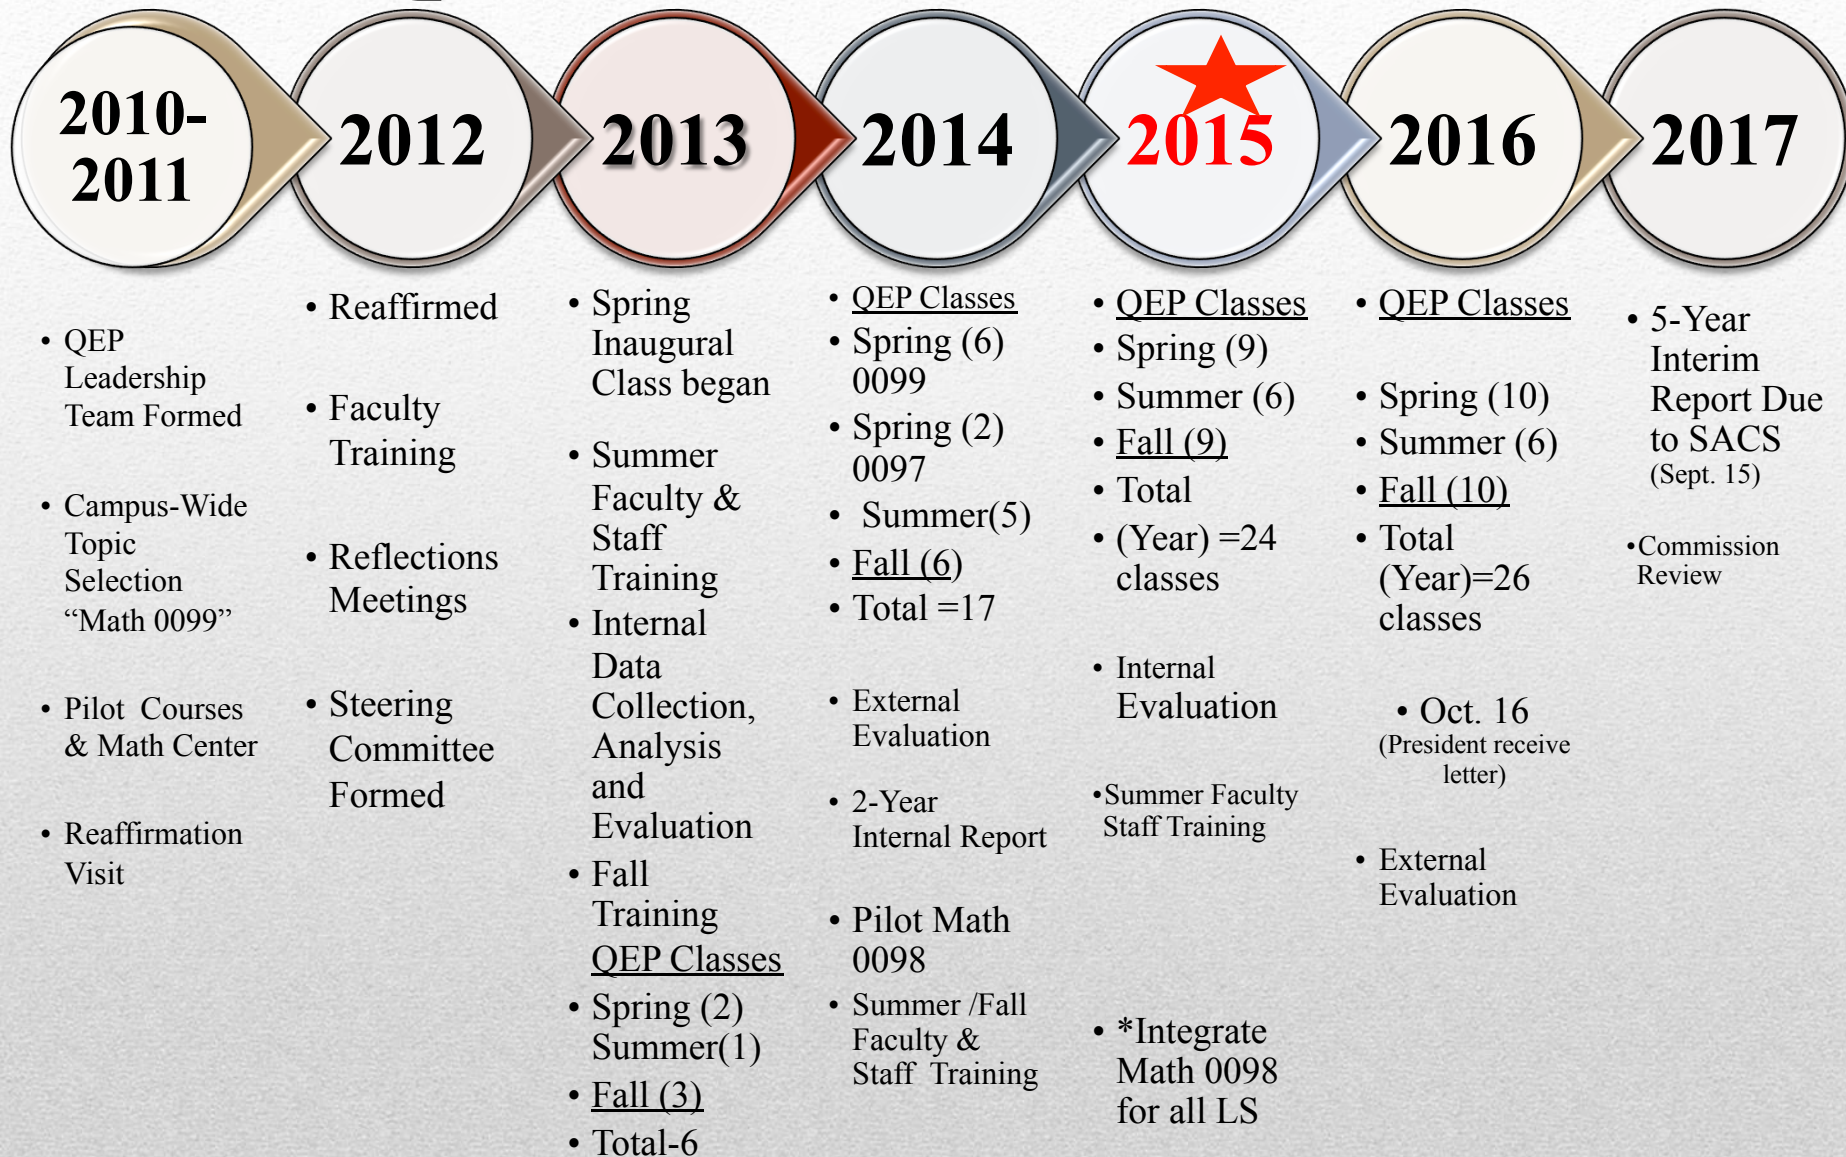 2010-
2011
2012
2013
2014
2015
2016
2017
• QEP
Leadership
Team Formed
• Campus-Wide
Topic
Selection
“Math 0099”
• Pilot Courses
& Math Center
• Reaffirmation
Visit
• Reaffirmed
• Faculty
Training
• Reflections
Meetings
• Steering
Committee
Formed
• Spring
Inaugural
Class began
• Summer
Faculty &
Staff
Training
• Internal
Data
Collection,
Analysis
and
Evaluation
• Fall
Training
QEP Classes
• Spring (2)
Summer(1)
• Fall (3)
• Total-6
• QEP Classes
• Spring (6)
0099
• Spring (2)
0097
• Summer(5)
• Fall (6)
• Total =17
• External
Evaluation
• 2-Year
Internal Report
• Pilot Math
0098
• Summer /Fall
Faculty &
Staff Training
• QEP Classes
• Spring (9)
• Summer (6)
• Fall (9)
• Total
• (Year) =24
classes
• Internal
Evaluation
•Summer Faculty
Staff Training
• *Integrate
Math 0098
for all LS
• QEP Classes
• Spring (10)
• Summer (6)
• Fall (10)
• Total
(Year)=26
classes
• Oct. 16
(President receive
letter)
• External
Evaluation
• 5-Year
Interim
Report Due
to SACS
(Sept. 15)
•Commission
Review